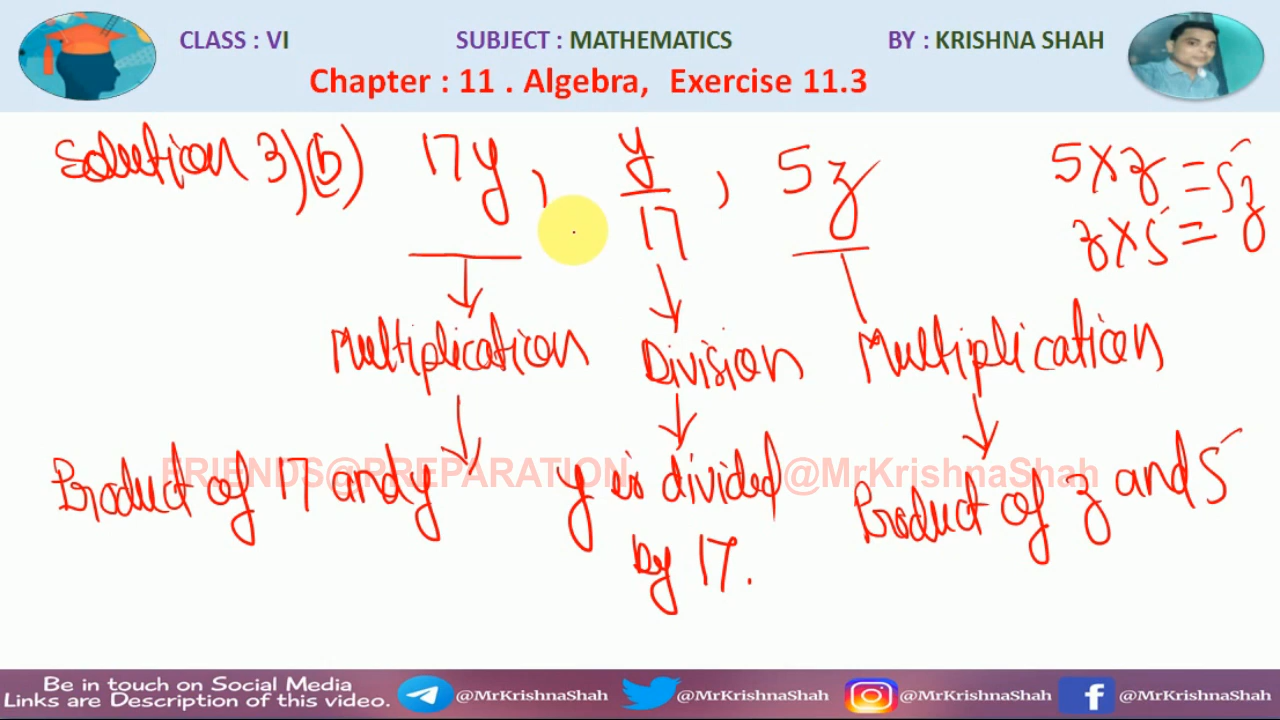 CLASS : VI SUBJECT : MATHEMATICS BY : KRISHNA SHAH
Chapter : 11 . Algebra, Exercise 11.3
Solution 3)(b) 17y, y/17, 5z
5×z = 5z
z×5 = z
Multiplication Division Multiplication
FRIENDS@PREPARATION @MrKrishnaShah
Product of 17 and y y is divided Product of z and 5
by 17.
Be in touch on Social Media
Links are Description of this video.
@MrKrishnaShah @MrKrishnaShah @MrKrishnaShah @MrKrishnaShah